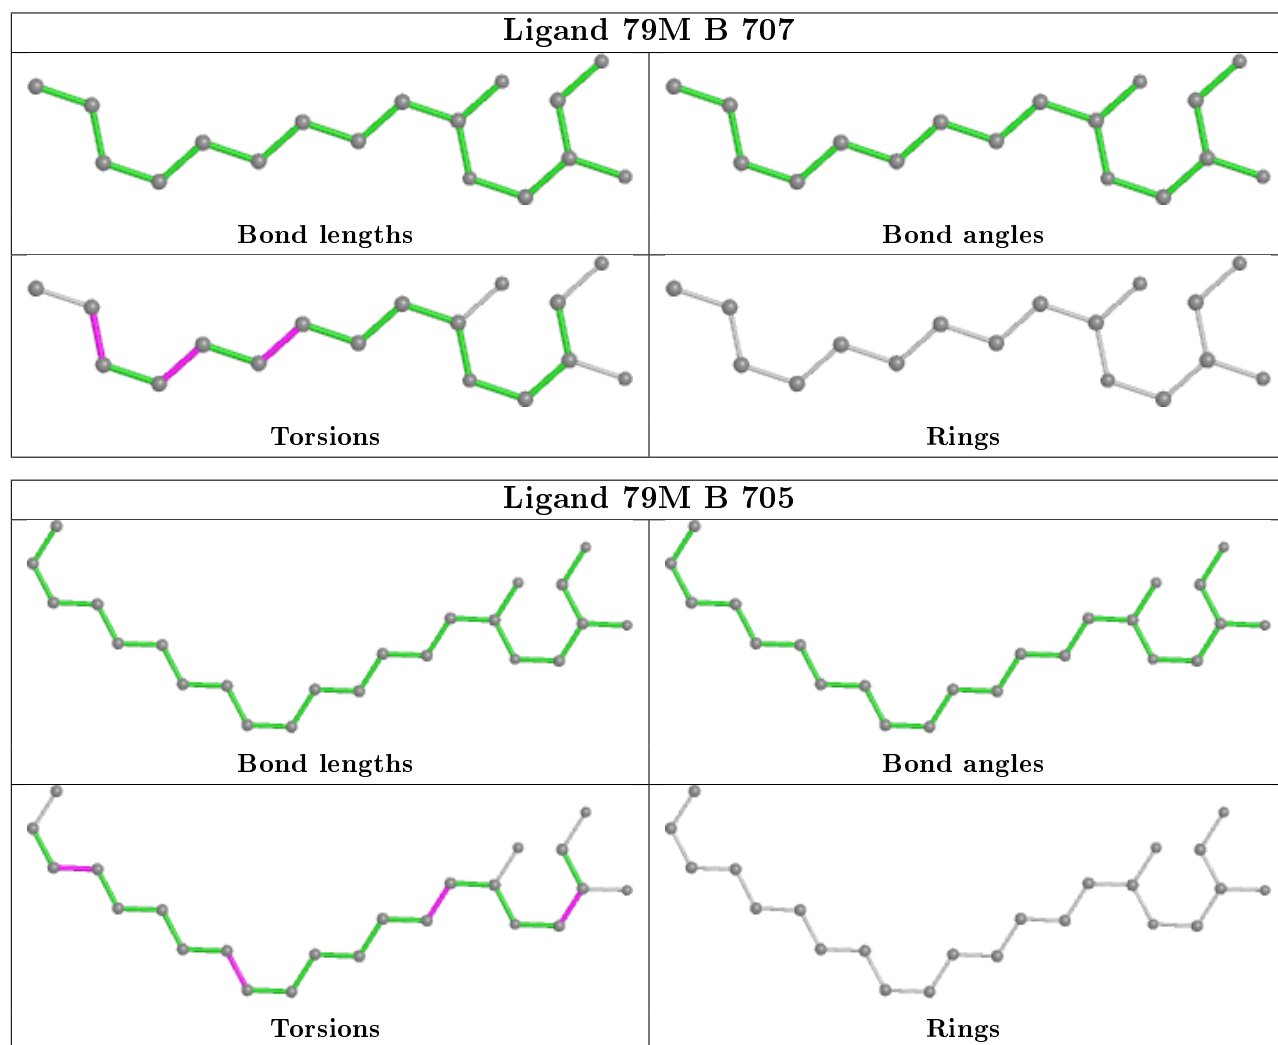 Ligand 79M B 707
Bond lengths
Bond angles
Torsions
Rings
Ligand 79M B 705
Bond lengths
Bond angles
Torsions
Rings